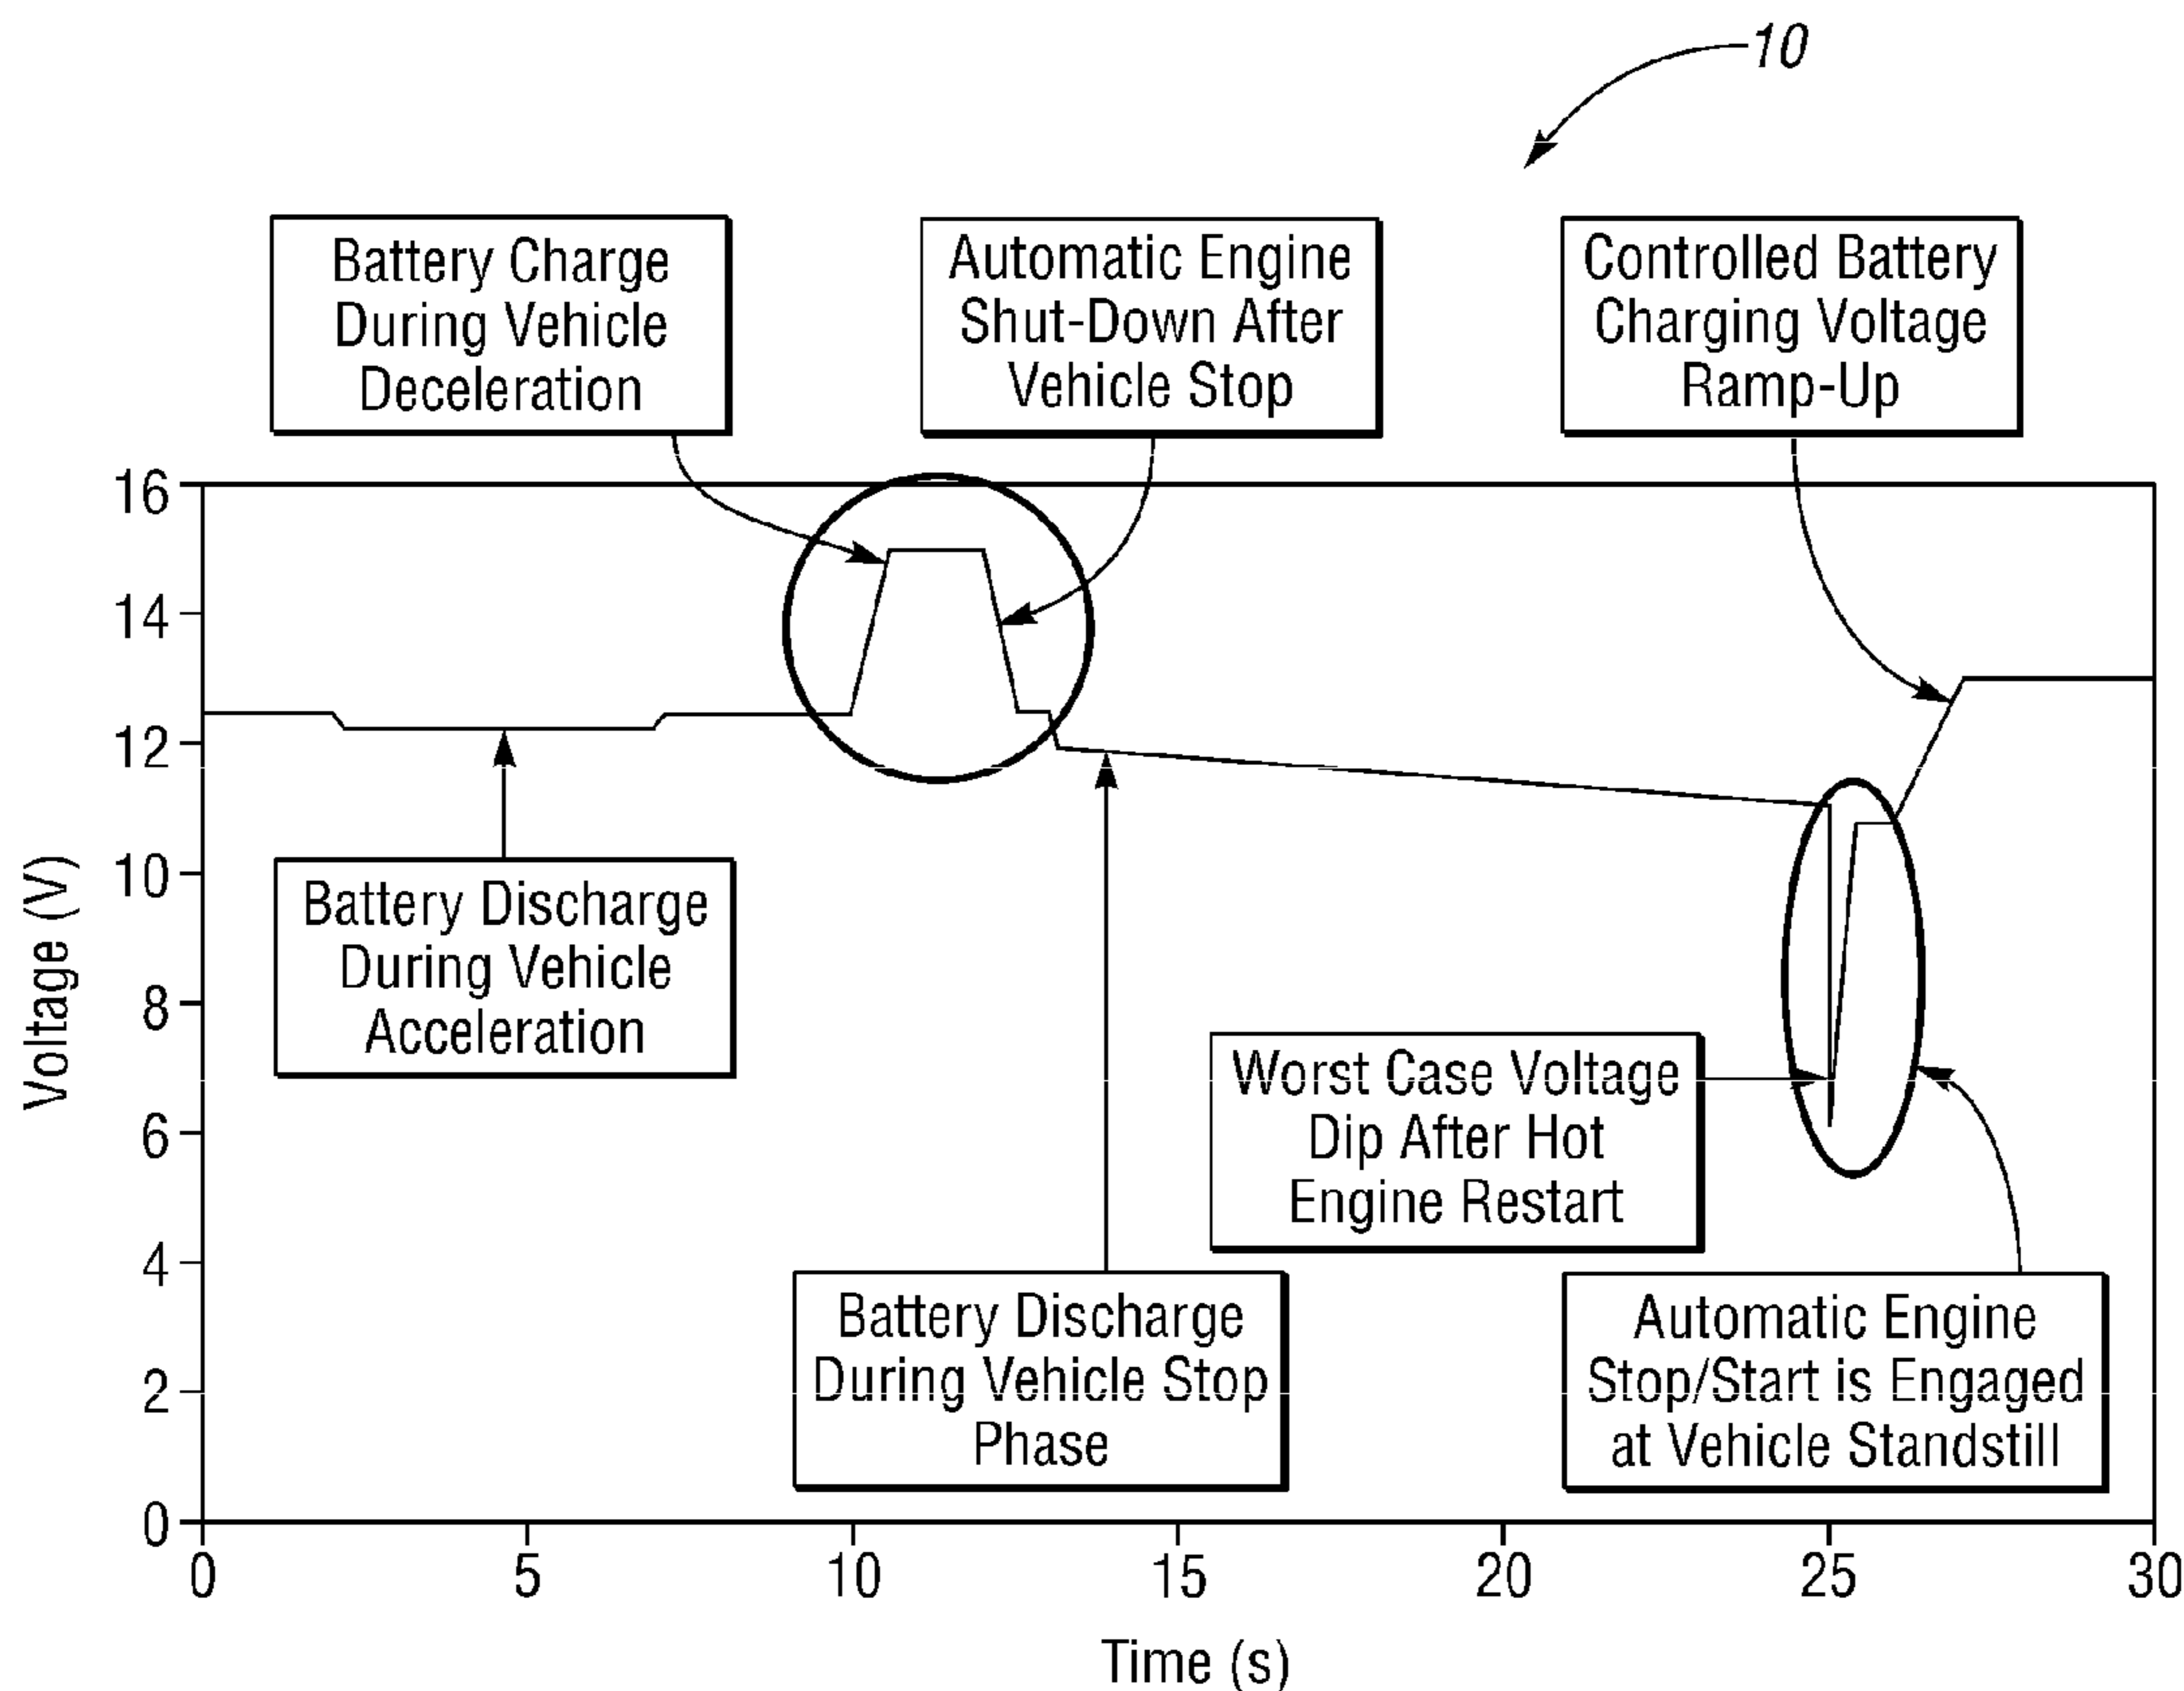 10
Battery Charge
During Vehicle
Deceleration
Automatic Engine
Shut-Down After
Vehicle Stop
Controlled Battery
Charging Voltage
Ramp-Up
16
14
12
10
8
6
4
2
0
Voltage (V)
Battery Discharge
During Vehicle
Acceleration
Worst Case Voltage
Dip After Hot
Engine Restart
Battery Discharge
During Vehicle Stop
Phase
Automatic Engine
Stop/Start is Engaged
at Vehicle Standstill
0 5 10 15 20 25 30
Time (s)